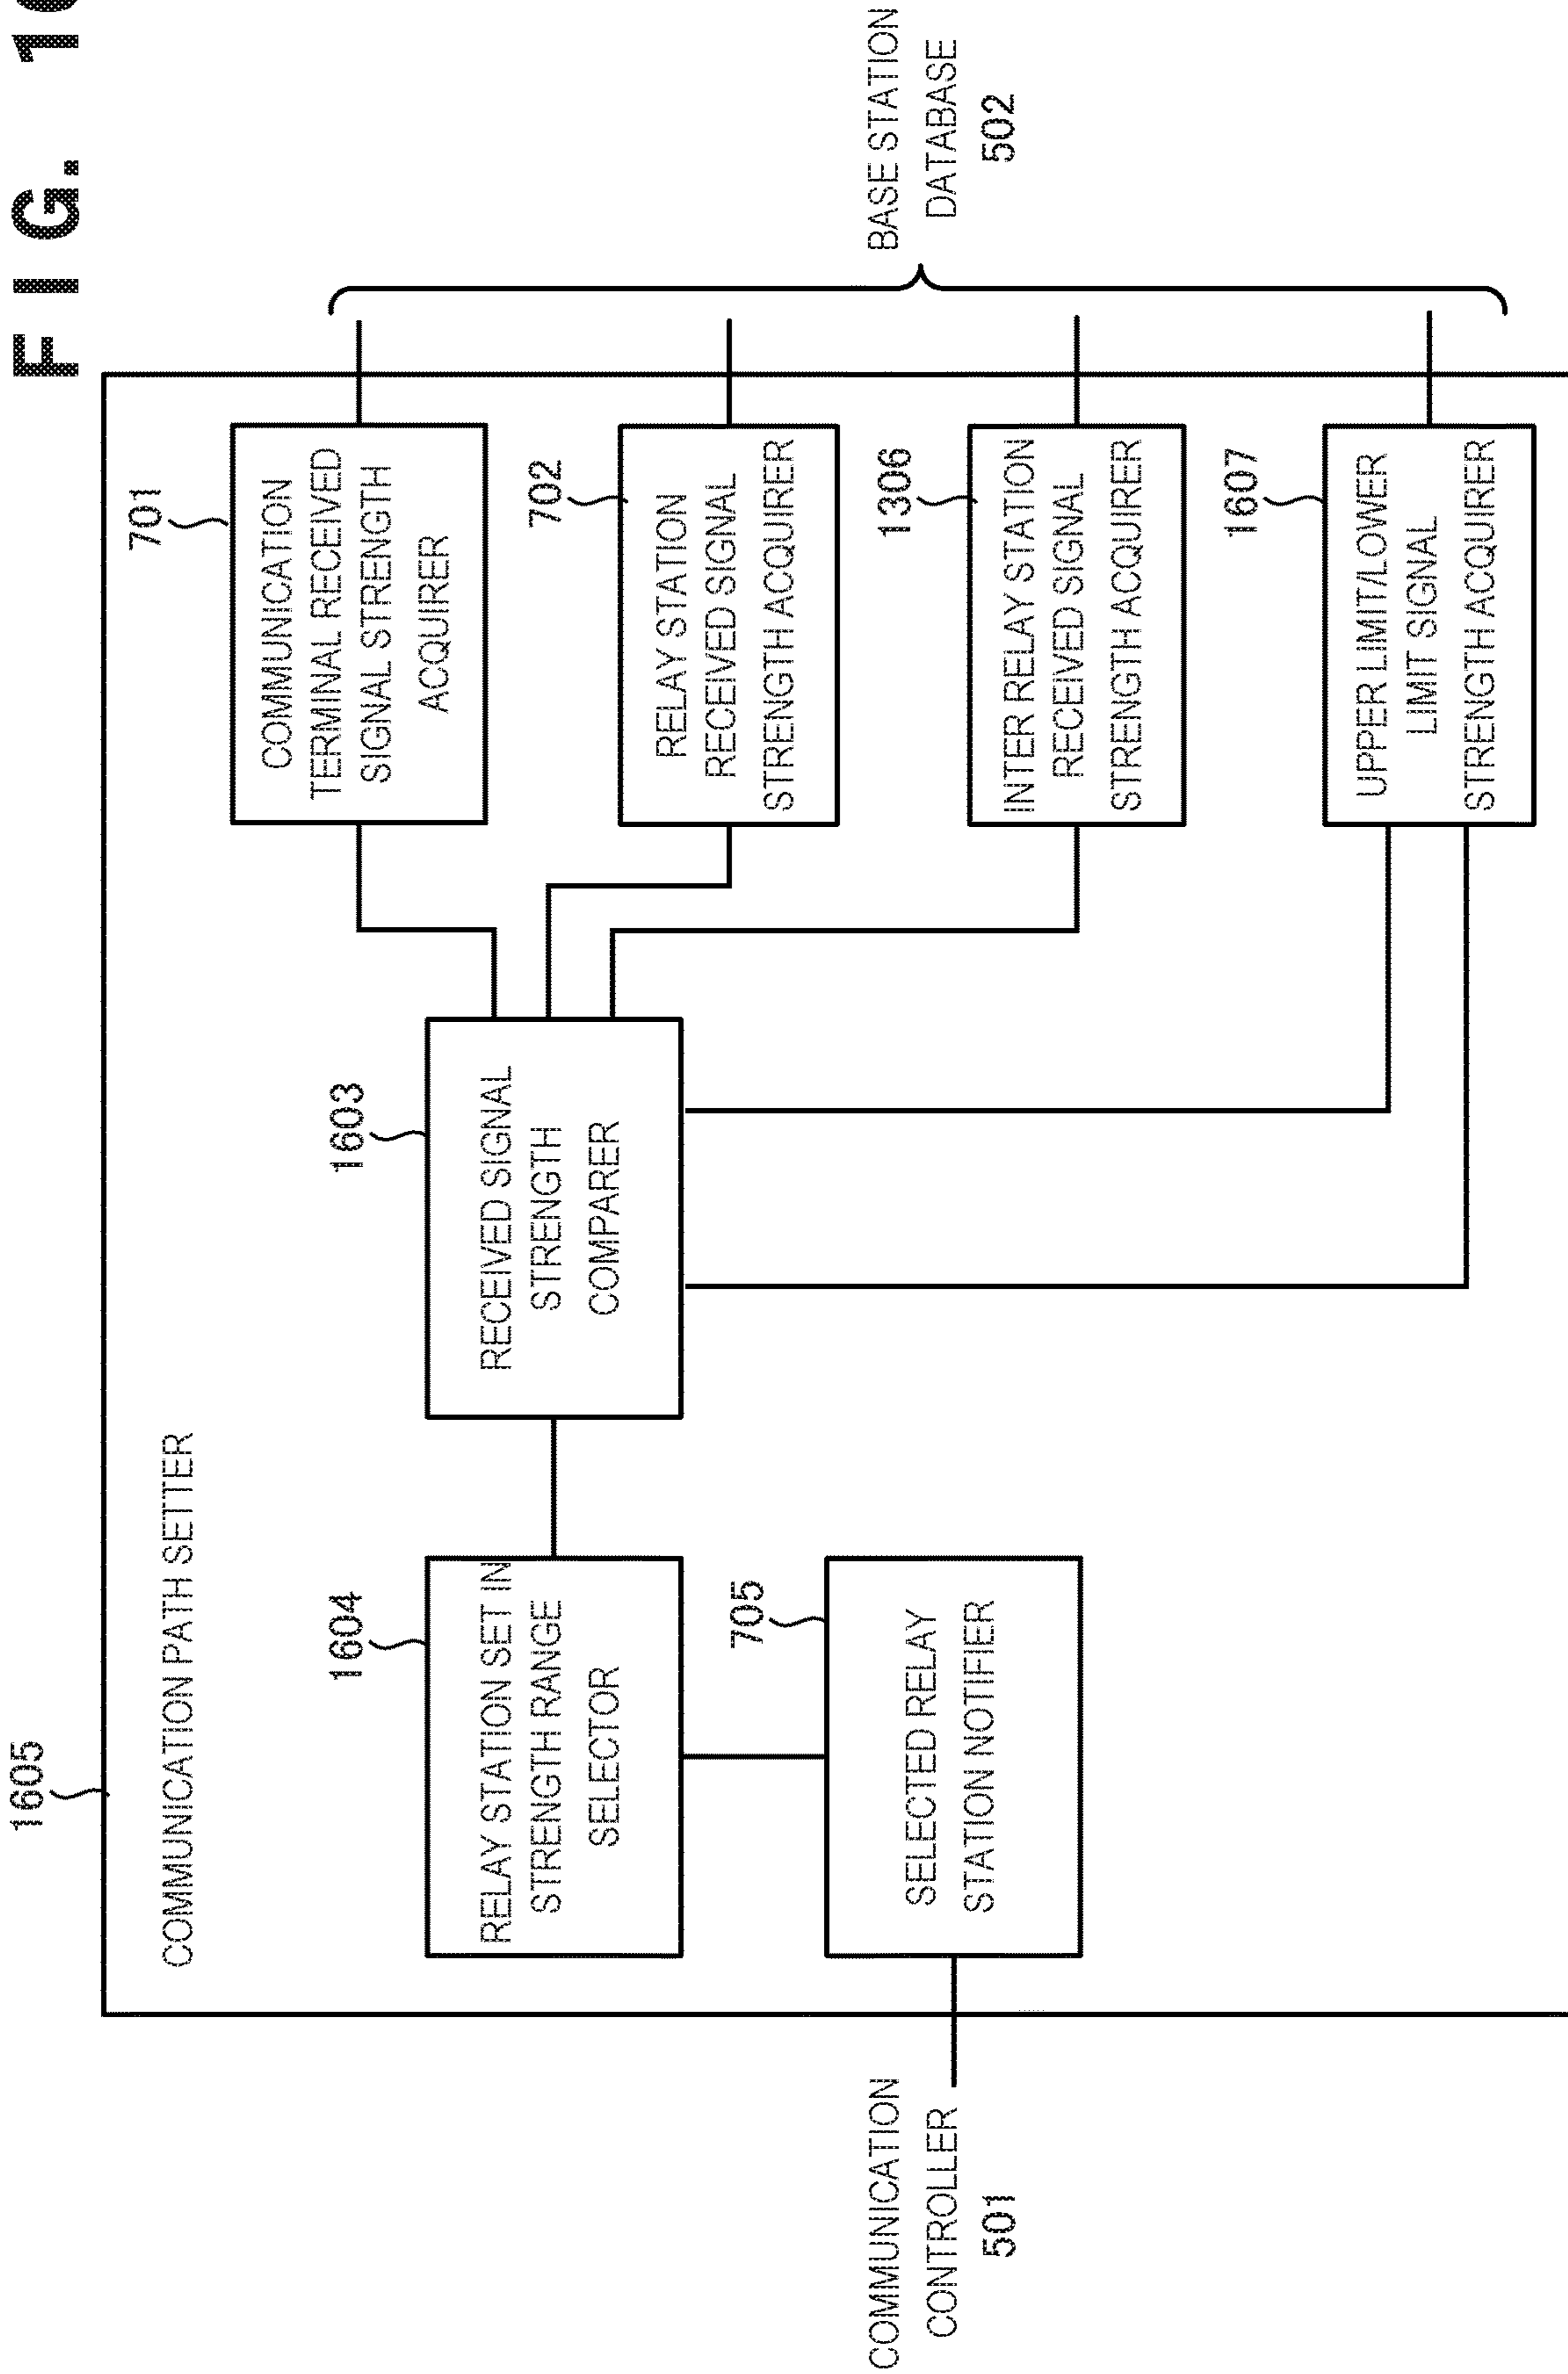 FIG. 1
1605
COMMUNICATION PATH SETTER
1604
RELAY STATION SET IN
STRENGTH RANGE
SELECTOR
1603
RECEIVED SIGNAL
STRENGTH
COMPARER
701
COMMUNICATION
TERMINAL RECEIVED
SIGNAL STRENGTH
ACQUIRER
702
RELAY STATION
RECEIVED SIGNAL
STRENGTH ACQUIRER
1306
INTER RELAY STATION
RECEIVED SIGNAL
STRENGTH ACQUIRER
1607
UPPER LIMIT/LOWER
LIMIT SIGNAL
STRENGTH ACQUIRER
705
SELECTED RELAY
STATION NOTIFIER
COMMUNICATION
CONTROLLER
501
BASE STATION
DATABASE
502